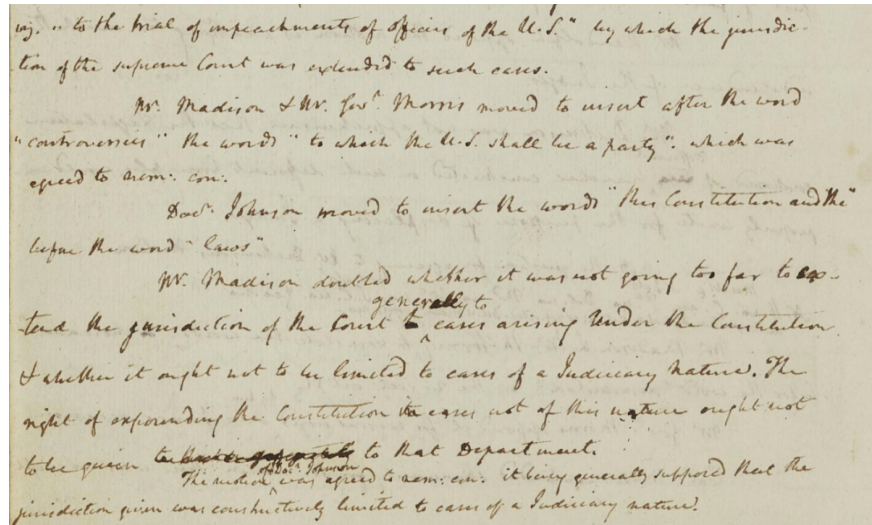 ing. "to the trial of impeachments of officers of the U.S." by which the jurisdic-
tion of the supreme Court was extended to such cases.
Mr. Madison & Mr. Govr. Morris moved to insert after the word
"controversies" the words "to which the U.S. shall be a party". which was
agreed to nem: con:
Docr. Johnson moved to insert the words "this Constitution and the"
before the word "laws"
Mr. Madison doubted whether it was not going too far to ex-
generally to
tend the jurisdiction of the Court cases arising Under the Constitution
& whether it ought not to be limited to cases of a Judiciary Nature. The
right of expounding the Constitution in cases not of this nature ought not
to be given to that Department.
of Docr. Johnson
The motion was agreed to nem: con: it being generally supposed that the
jurisdiction given was constructively limited to cases of a Judiciary nature.